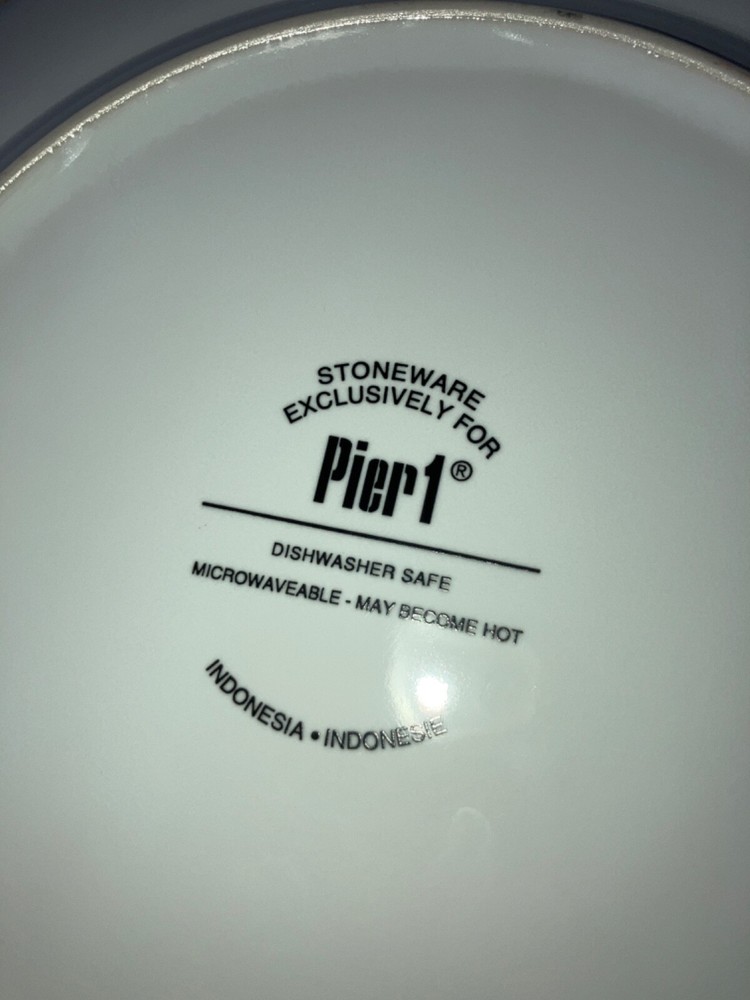 STONEWARE
EXCLUSIVELY FOR
Pier1®
DISHWASHER SAFE
MICROWAVEABLE - MAY BECOME HOT
INDONESIA • INDONESIE